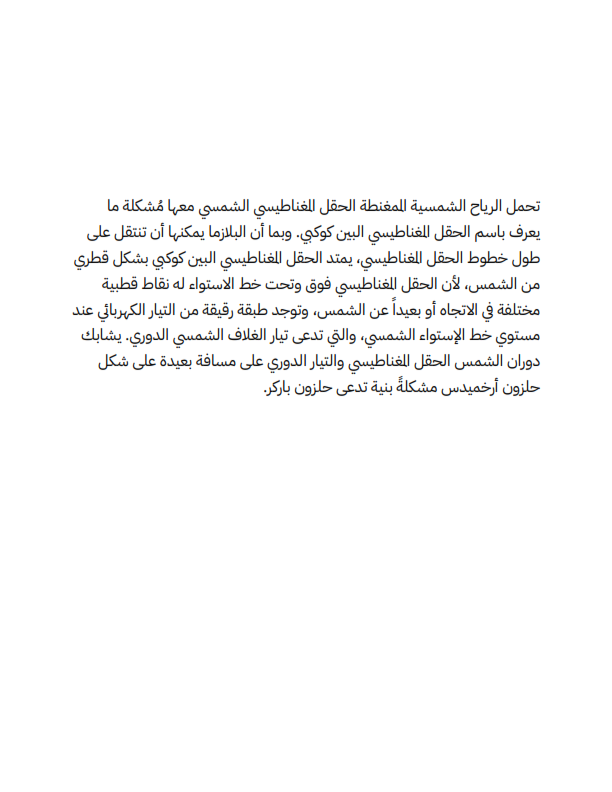 تحمل الرياح الشمسية الممغنطة الحقل المغناطيسي الشمسي معها مُشكلة ما
يعرف باسم الحقل المغناطيسي البين كوكبي. وبما أن البلازما يمكنها أن تنتقل على
طول خطوط الحقل المغناطيسي، يمتد الحقل المغناطيسي البين كوكبي بشكل قطري
من الشمس، لأن الحقل المغناطيسي فوق وتحت خط الاستواء له نقاط قطبية
مختلفة في الاتجاه أو بعيداً عن الشمس، وتوجد طبقة رقيقة من التيار الكهربائي عند
مستوي خط الإستواء الشمسي، والتي تدعى تيار الغلاف الشمسي الدوري. يشابك
دوران الشمس الحقل المغناطيسي والتيار الدوري على مسافة بعيدة على شكل
حلزون أرخميدس مشكلةً بنية تدعى حلزون باركر.